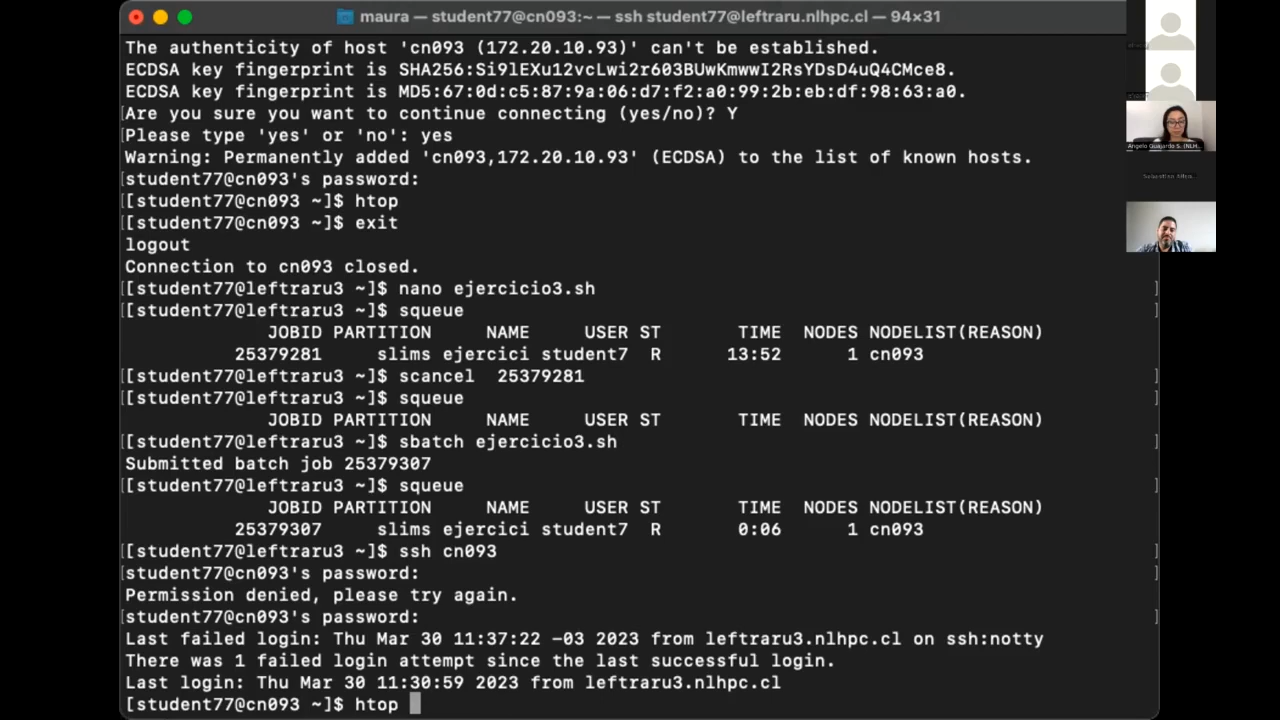 maura — student77@cn093:~ — ssh student77@leftraru.nlhpc.cl — 94×31
The authenticity of host 'cn093 (172.20.10.93)' can't be established.
ECDSA key fingerprint is SHA256:Si9lEXu12vcLwi2r603BUwKmwwI2RsYDsD4uQ4CMce8.
ECDSA key fingerprint is MD5:67:0d:c5:87:9a:06:d7:f2:a0:99:2b:eb:df:98:63:a0.
[Are you sure you want to continue connecting (yes/no)? Y
[Please type 'yes' or 'no': yes
Warning: Permanently added 'cn093,172.20.10.93' (ECDSA) to the list of known hosts.
[student77@cn093's password:
[[student77@cn093 ~]$ htop
[[student77@cn093 ~]$ exit
logout
Connection to cn093 closed.
[[student77@leftraru3 ~]$ nano ejercicio3.sh ]
[[student77@leftraru3 ~]$ squeue ]
JOBID PARTITION NAME USER ST TIME NODES NODELIST(REASON)
25379281 slims ejercici student7 R 13:52 1 cn093
[[student77@leftraru3 ~]$ scancel 25379281 ]
[[student77@leftraru3 ~]$ squeue ]
JOBID PARTITION NAME USER ST TIME NODES NODELIST(REASON)
[[student77@leftraru3 ~]$ sbatch ejercicio3.sh ]
Submitted batch job 25379307
[[student77@leftraru3 ~]$ squeue ]
JOBID PARTITION NAME USER ST TIME NODES NODELIST(REASON)
25379307 slims ejercici student7 R 0:06 1 cn093
[[student77@leftraru3 ~]$ ssh cn093 ]
[student77@cn093's password: ]
Permission denied, please try again.
[student77@cn093's password: ]
Last failed login: Thu Mar 30 11:37:22 -03 2023 from leftraru3.nlhpc.cl on ssh:notty
There was 1 failed login attempt since the last successful login.
Last login: Thu Mar 30 11:30:59 2023 from leftraru3.nlhpc.cl
[student77@cn093 ~]$ htop
Angelo Guajardo S. (NLH...